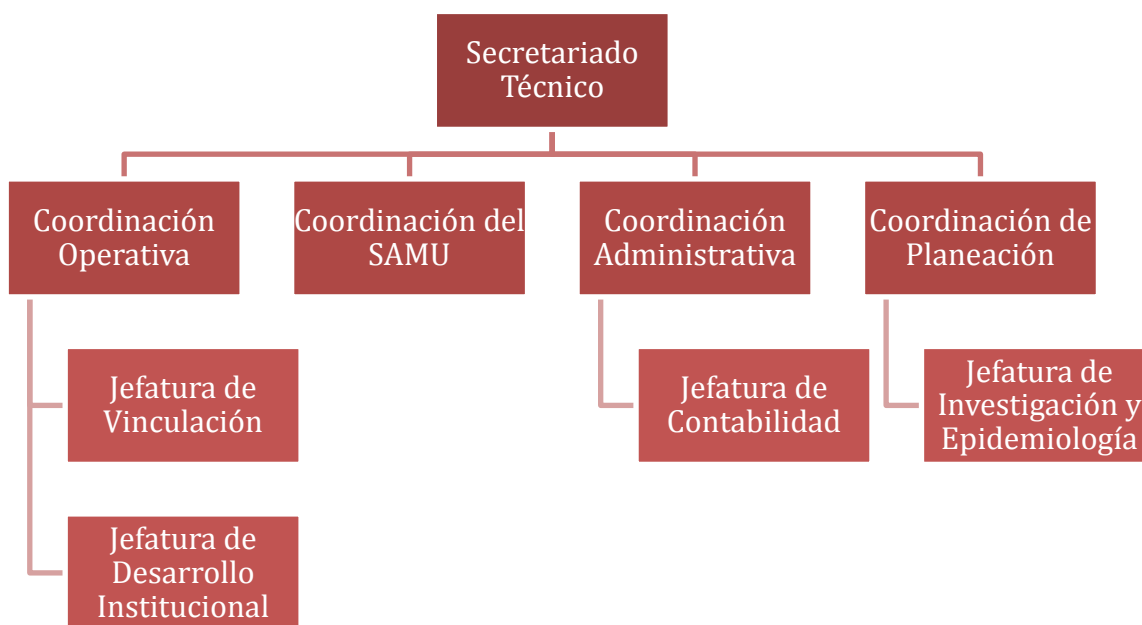 Secretariado
Técnico
Coordinación
Operativa
Coordinación del
SAMU
Coordinación
Administrativa
Coordinación de
Planeación
Jefatura de
Vinculación
Jefatura de
Contabilidad
Jefatura de
Investigación y
Epidemiología
Jefatura de
Desarrollo
Institucional